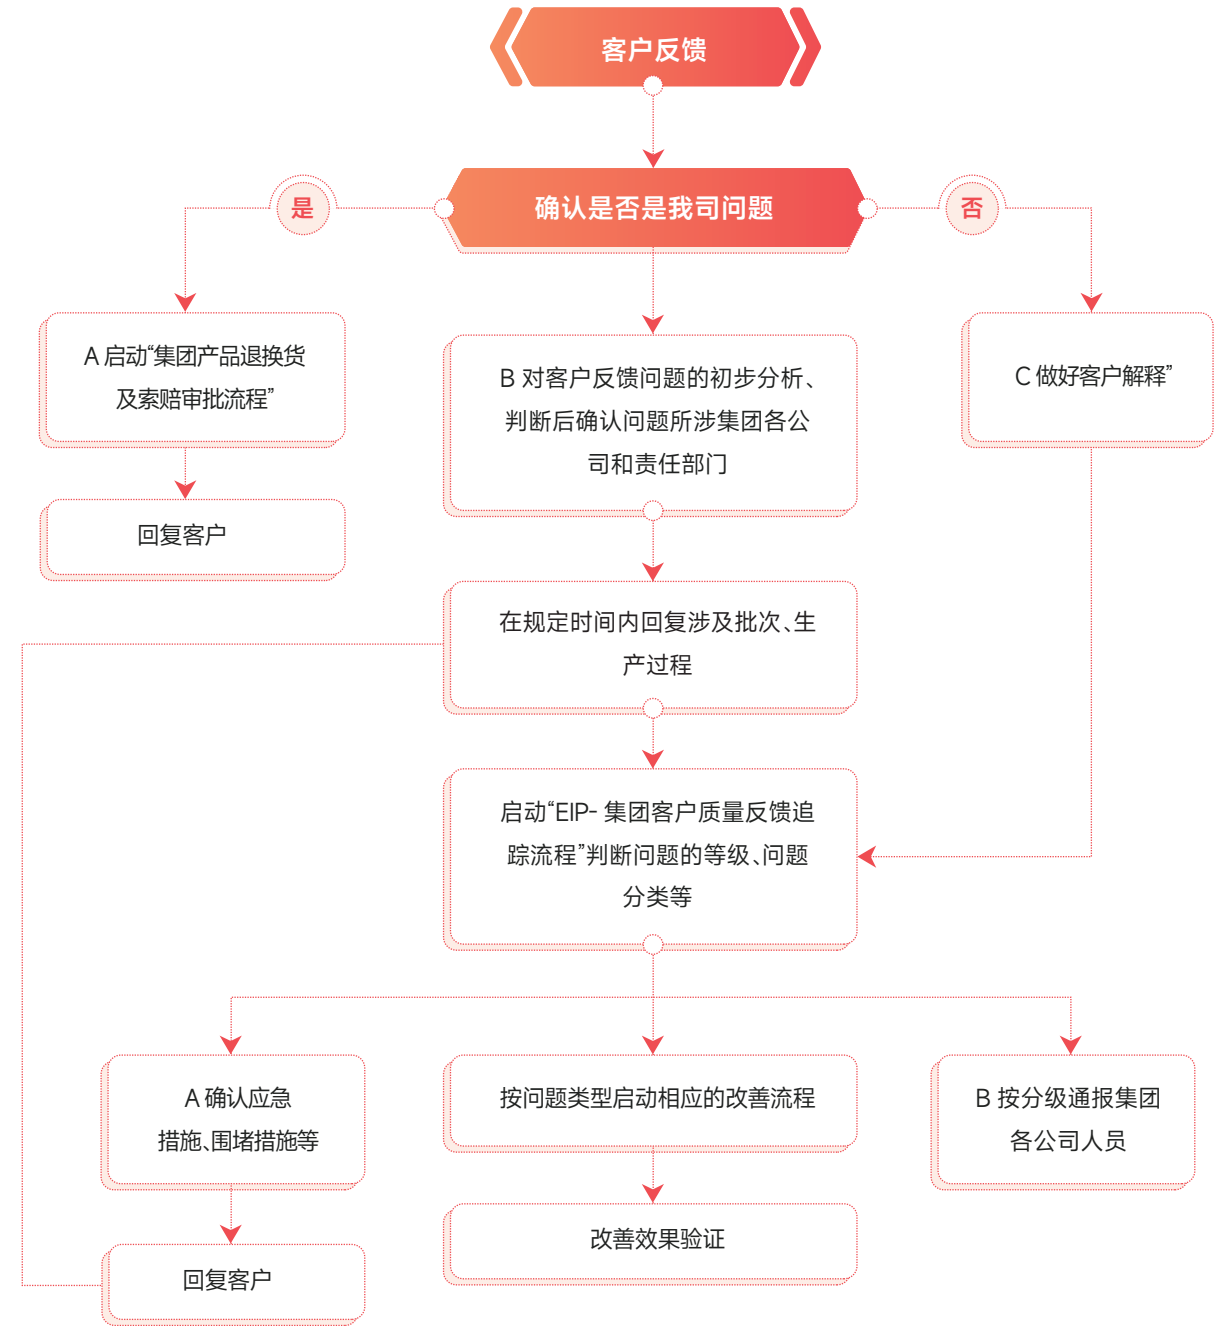 客户反馈
确认是否是我司问题
是
否
A 启动“集团产品退换货
及索赔审批流程”
回复客户
B 对客户反馈问题的初步分析、
判断后确认问题所涉集团各公
司和责任部门
C 做好客户解释”
在规定时间内回复涉及批次、生
产过程
启动“EIP- 集团客户质量反馈追
踪流程”判断问题的等级、问题
分类等
A 确认应急
措施、围堵措施等
回复客户
按问题类型启动相应的改善流程
改善效果验证
B 按分级通报集团
各公司人员